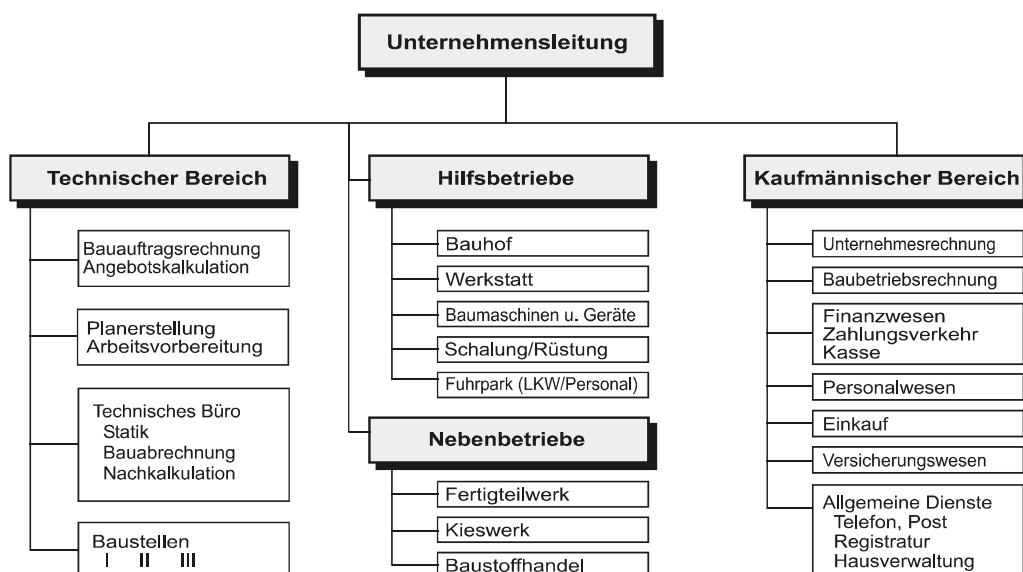 Unternehmensleitung
Technischer Bereich
Bauauftragsrechnung
Angebotskalkulation
Planerstellung
Arbeitsvorbereitung
Technisches Büro
Statik
Bauabrechnung
Nachkalkulation
Baustellen
I II III
Hilfsbetriebe
Bauhof
Werkstatt
Baumaschinen u. Geräte
Schalung/Rüstung
Fuhrpark (LKW/Personal)
Nebenbetriebe
Fertigteilwerk
Kieswerk
Baustoffhandel
Kaufmännischer Bereich
Unternehmesrechnung
Baubetriebsrechnung
Finanzwesen
Zahlungsverkehr
Kasse
Personalwesen
Einkauf
Versicherungswesen
Allgemeine Dienste
Telefon, Post
Registratur
Hausverwaltung